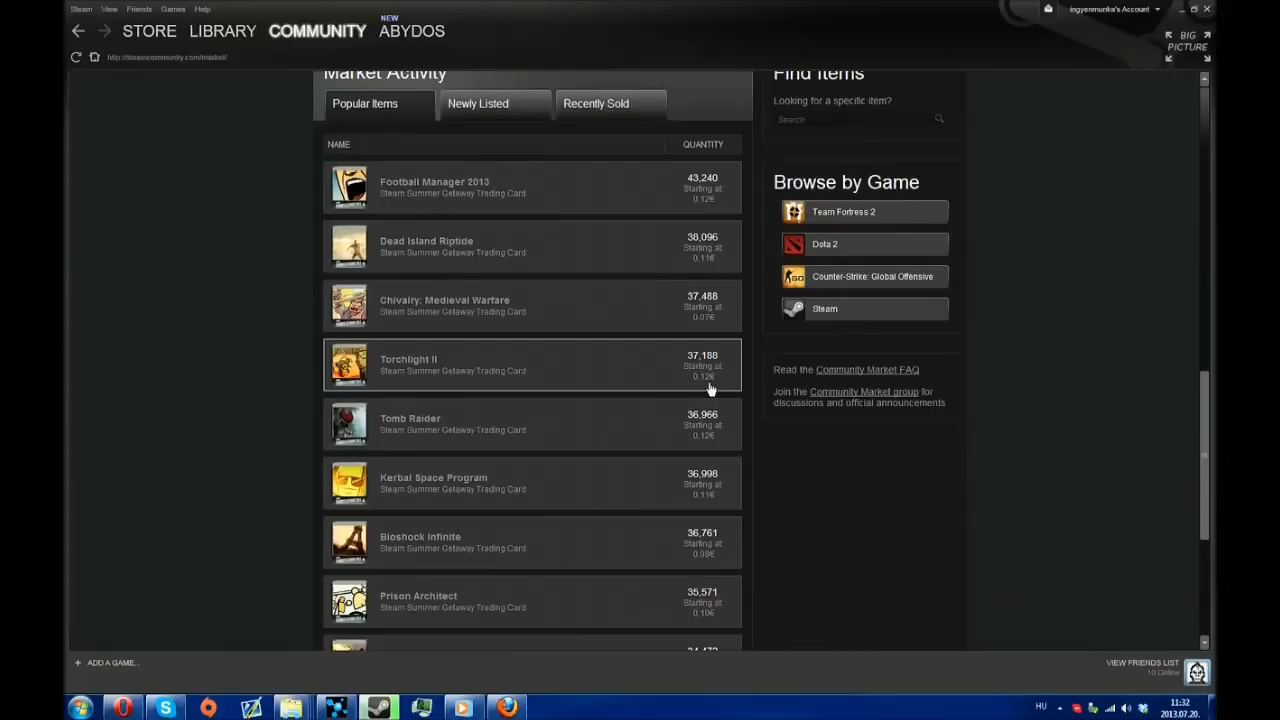 Steam View Friends Games Help
ingyenmunka's Account
NEW
STORE LIBRARY COMMUNITY ABYDOS
BIG PICTURE
http://steamcommunity.com/market/
Market Activity
Popular Items Newly Listed Recently Sold
NAME QUANTITY
Football Manager 2013
Steam Summer Getaway Trading Card
43,240
Starting at:
0,12€
Dead Island Riptide
Steam Summer Getaway Trading Card
38,096
Starting at:
0,11€
Chivalry: Medieval Warfare
Steam Summer Getaway Trading Card
37,488
Starting at:
0,07€
Torchlight II
Steam Summer Getaway Trading Card
37,188
Starting at:
0,12€
Tomb Raider
Steam Summer Getaway Trading Card
36,966
Starting at:
0,12€
Kerbal Space Program
Steam Summer Getaway Trading Card
36,998
Starting at:
0,11€
Bioshock Infinite
Steam Summer Getaway Trading Card
36,761
Starting at:
0,08€
Prison Architect
Steam Summer Getaway Trading Card
35,571
Starting at:
0,10€
Find Items
Looking for a specific item?
Search
Browse by Game
Team Fortress 2
Dota 2
Counter-Strike: Global Offensive
Steam
Read the Community Market FAQ
Join the Community Market group for
discussions and official announcements
+ ADD A GAME...
VIEW FRIENDS LIST
10 Online
HU
11:32
2013.07.20.